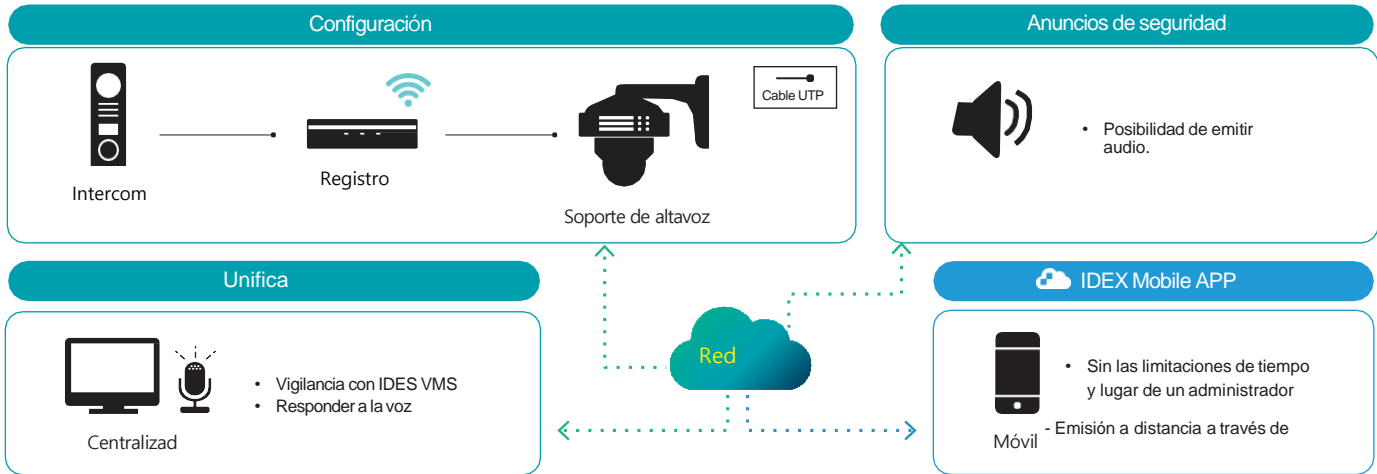 Configuración
Cable UTP
Intercom
Registro
Soporte de altavoz
Anuncios de seguridad
• Posibilidad de emitir
audio.
Unifica
• Vigilancia con IDES VMS
• Responder a la voz
Centralizad
Red
IDEX Mobile APP
• Sin las limitaciones de tiempo
y lugar de un administrador
- Emisión a distancia a través de
Móvil